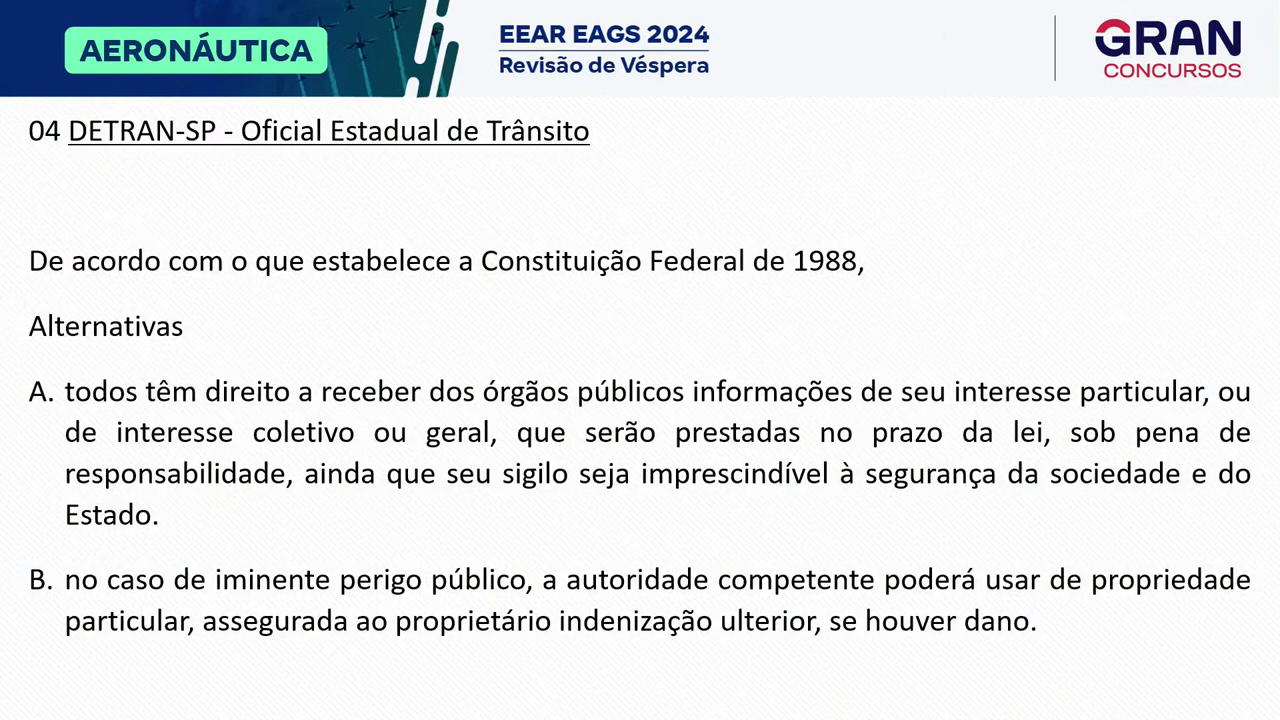 AERONÁUTICA
EEAR EAGS 2024
Revisão de Véspera
GRAN
CONCURSOS
04 DETRAN-SP - Oficial Estadual de Trânsito
De acordo com o que estabelece a Constituição Federal de 1988,
Alternativas
A. todos têm direito a receber dos órgãos públicos informações de seu interesse particular, ou
de interesse coletivo ou geral, que serão prestadas no prazo da lei, sob pena de
responsabilidade, ainda que seu sigilo seja imprescindível à segurança da sociedade e do
Estado.
B. no caso de iminente perigo público, a autoridade competente poderá usar de propriedade
particular, assegurada ao proprietário indenização ulterior, se houver dano.